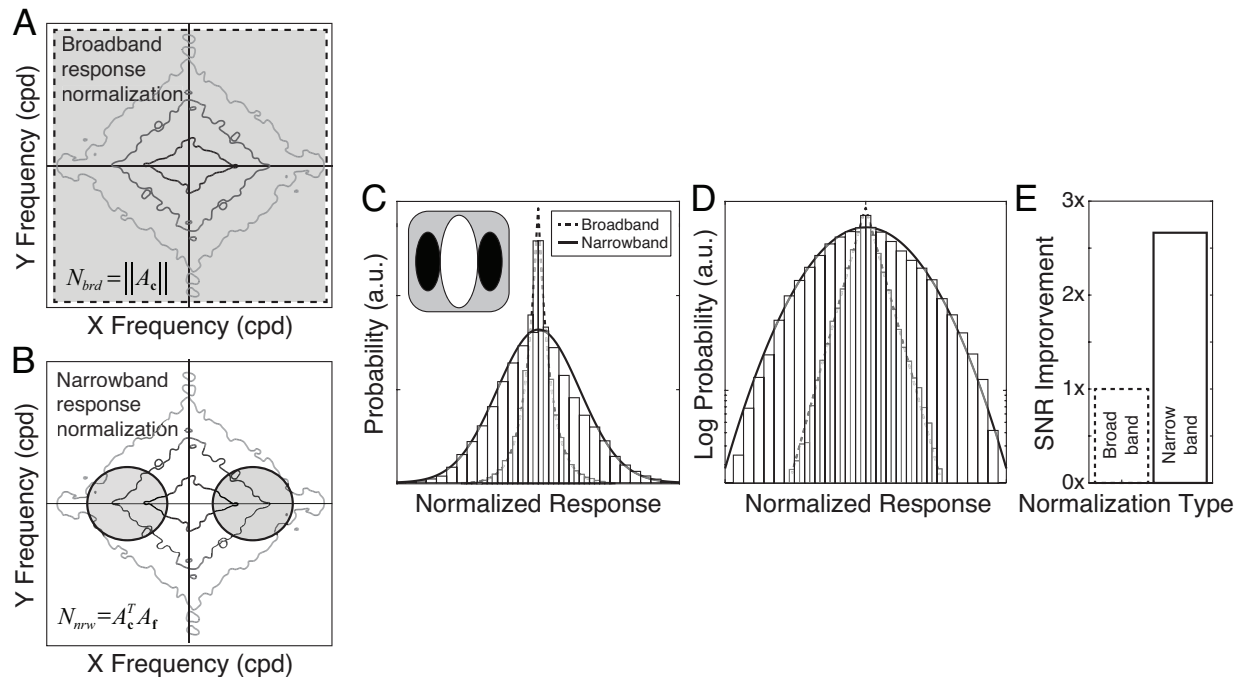 A
Y Frequency (cpd)
Broadband
response
normalization
N_brd = ||A_c||
X Frequency (cpd)
B
Y Frequency (cpd)
Narrowband
response
normalization
N_nrw = A_c^T A_f
X Frequency (cpd)
C
Probability (a.u.)
Broadband
Narrowband
Normalized Response
D
Log Probability (a.u.)
Normalized Response
E
SNR Imporvement
3x
2x
1x
0x
Broad
band
Narrow
band
Normalization Type